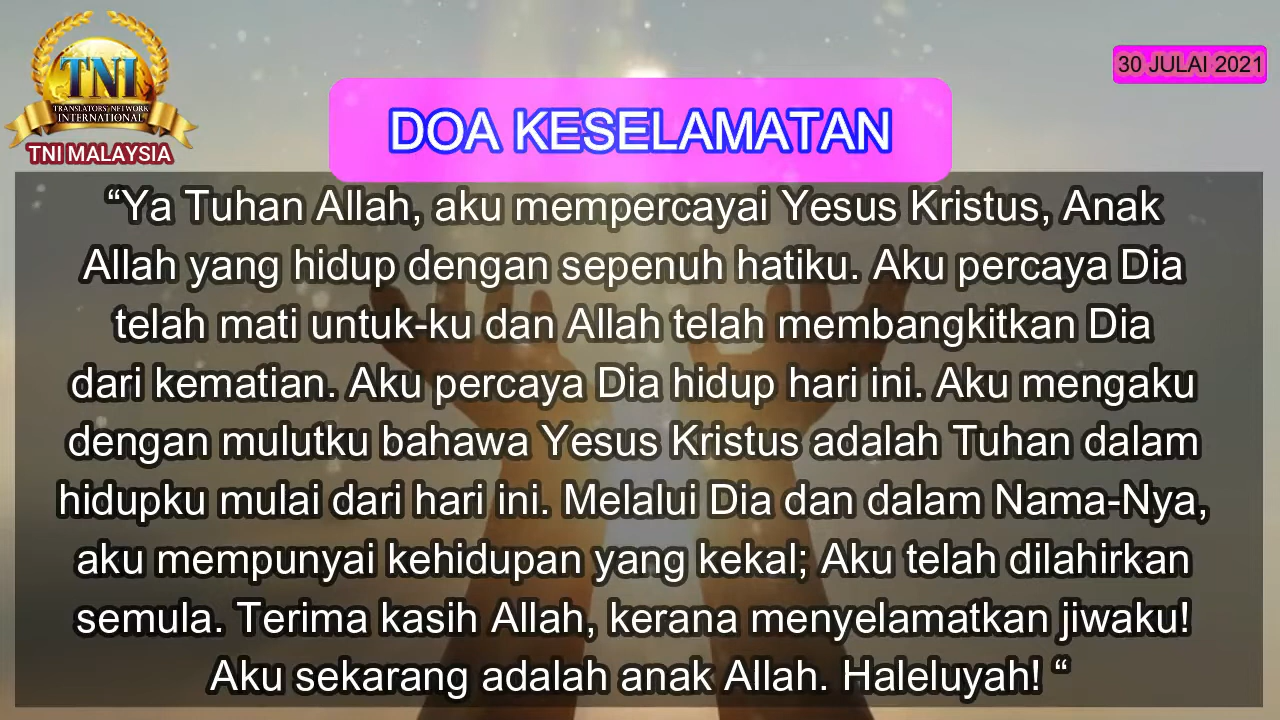 TNI
TRANSLATORS NETWORK
INTERNATIONAL
TNI MALAYSIA
30 JULAI 2021
DOA KESELAMATAN
“Ya Tuhan Allah, aku mempercayai Yesus Kristus, Anak
Allah yang hidup dengan sepenuh hatiku. Aku percaya Dia
telah mati untuk-ku dan Allah telah membangkitkan Dia
dari kematian. Aku percaya Dia hidup hari ini. Aku mengaku
dengan mulutku bahawa Yesus Kristus adalah Tuhan dalam
hidupku mulai dari hari ini. Melalui Dia dan dalam Nama-Nya,
aku mempunyai kehidupan yang kekal; Aku telah dilahirkan
semula. Terima kasih Allah, kerana menyelamatkan jiwaku!
Aku sekarang adalah anak Allah. Haleluyah! “